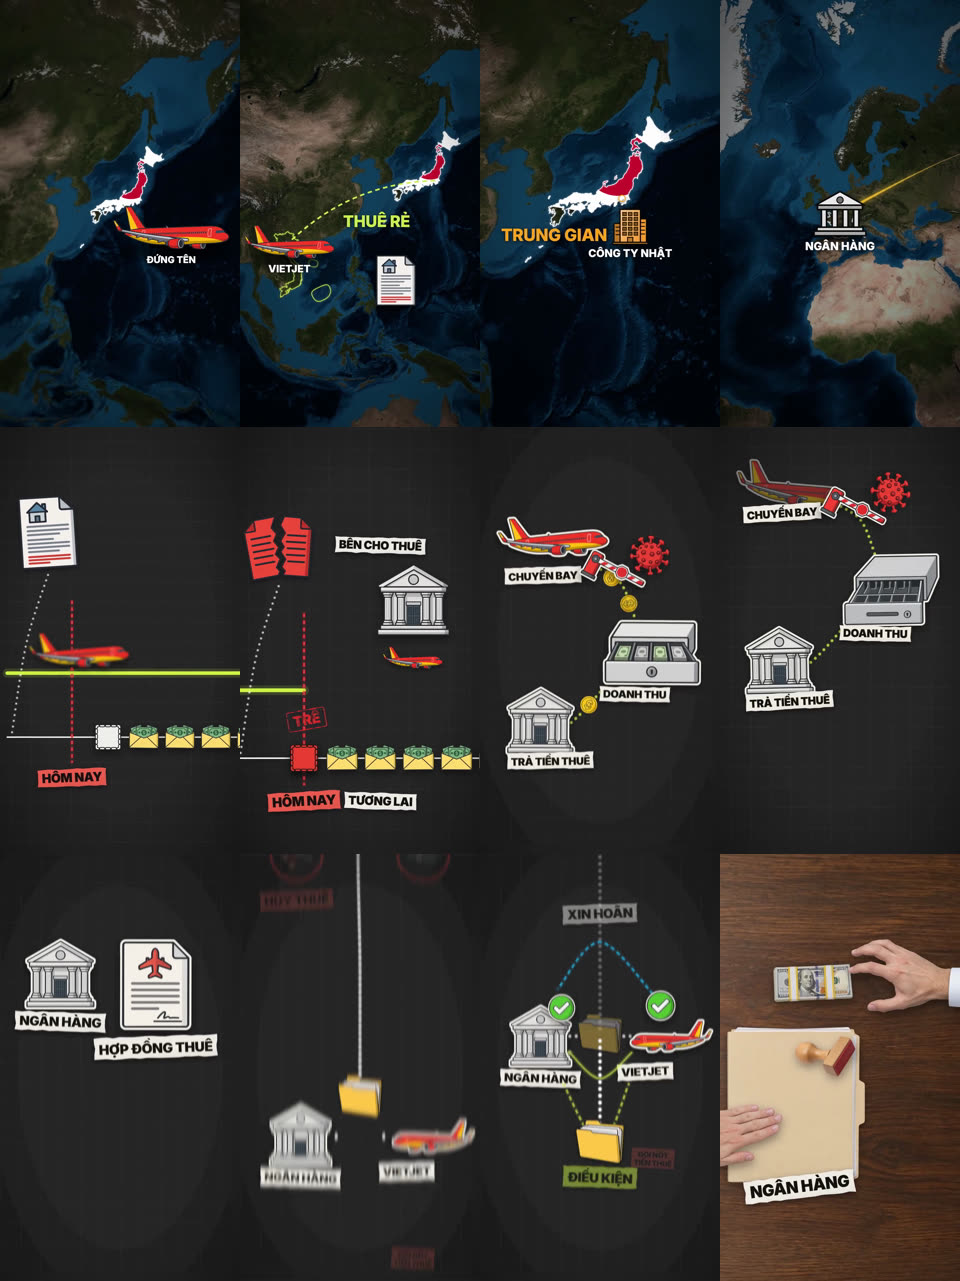 ĐỨNG TÊN
THUÊ RẺ
VIETJET
TRUNG GIAN
CÔNG TY NHẬT
NGÂN HÀNG
HÔM NAY
BÊN CHO THUÊ
TRỄ
HÔM NAY
TƯƠNG LAI
CHUYẾN BAY
DOANH THU
TRẢ TIỀN THUÊ
CHUYẾN BAY
DOANH THU
TRẢ TIỀN THUÊ
NGÂN HÀNG
HỢP ĐỒNG THUÊ
HỦY THUÊ
NGÂN HÀNG
VIETJET
XIN HOÃN
NGÂN HÀNG
VIETJET
ĐIỀU KIỆN
NGÂN HÀNG